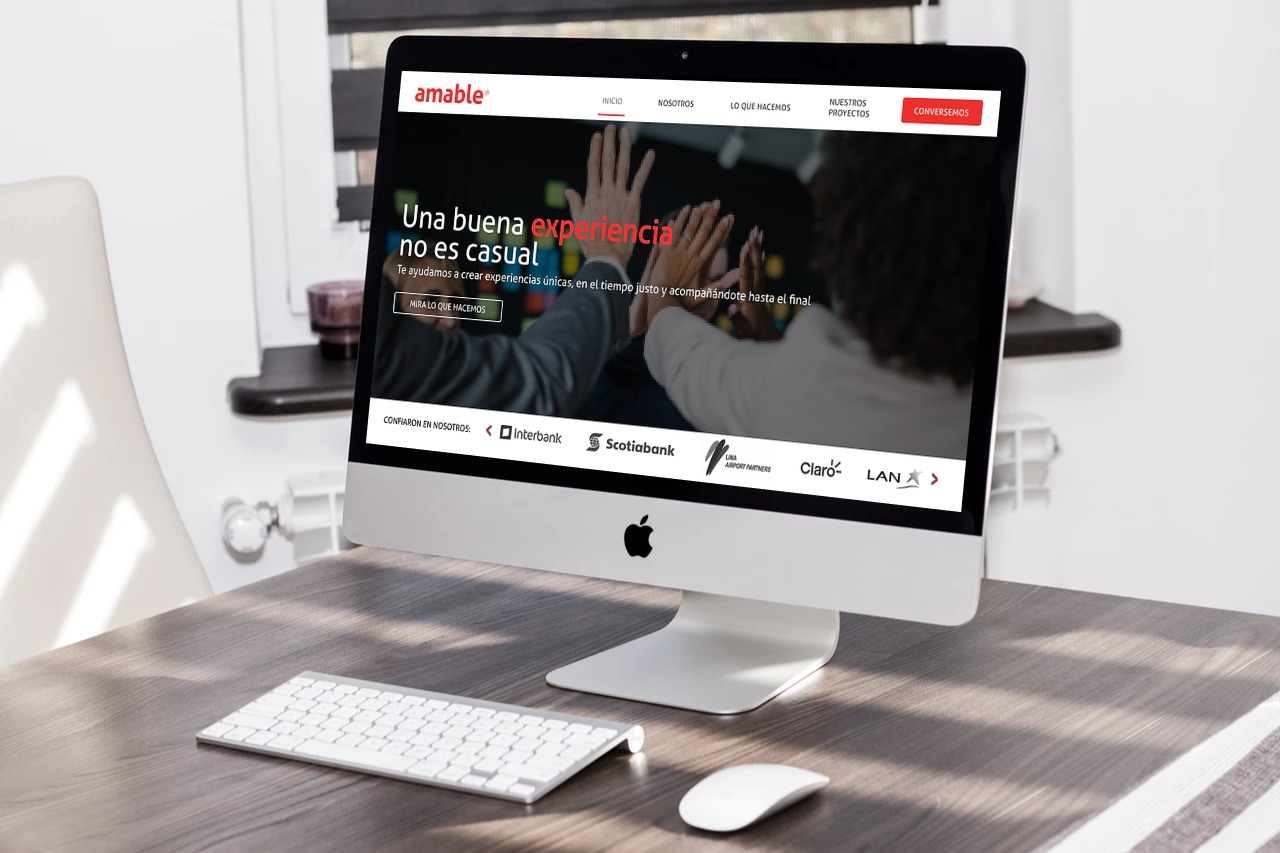 amable®
INICIO
NOSOTROS
LO QUE HACEMOS
NUESTROS
PROYECTOS
CONVERSEMOS
Una buena experiencia
no es casual
Te ayudamos a crear experiencias únicas, en el tiempo justo y acompañándote hasta el final
MIRA LO QUE HACEMOS
CONFIARON EN NOSOTROS:
Interbank
Scotiabank
LIMA
AIRPORT PARTNERS
Claro
LAN